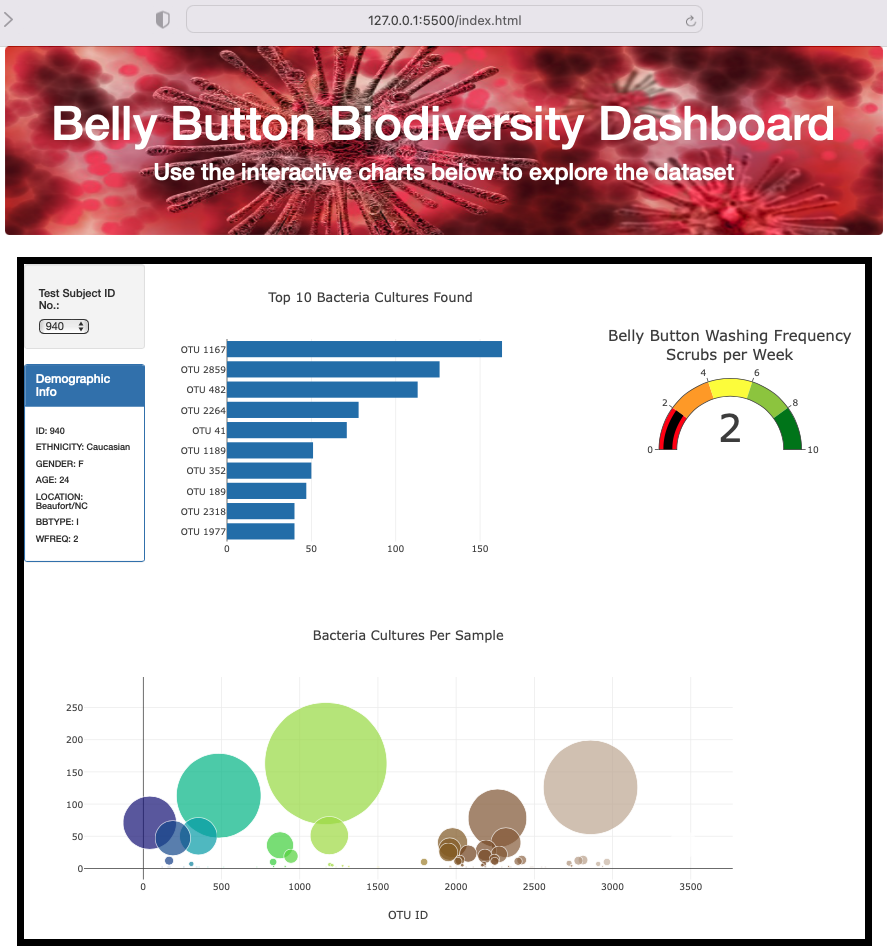 127.0.0.1:5500/index.html
Belly Button Biodiversity Dashboard
Use the interactive charts below to explore the dataset
Test Subject ID
No.:
940
Demographic
Info
ID: 940
ETHNICITY: Caucasian
GENDER: F
AGE: 24
LOCATION:
Beaufort/NC
BBTYPE: I
WFREQ: 2
Top 10 Bacteria Cultures Found
OTU 1167
OTU 2859
OTU 482
OTU 2264
OTU 41
OTU 1189
OTU 352
OTU 189
OTU 2318
OTU 1977
0 50 100 150
Belly Button Washing Frequency
Scrubs per Week
4 6
2 8
2
0 10
Bacteria Cultures Per Sample
250
200
150
100
50
0
0 500 1000 1500 2000 2500 3000 3500
OTU ID